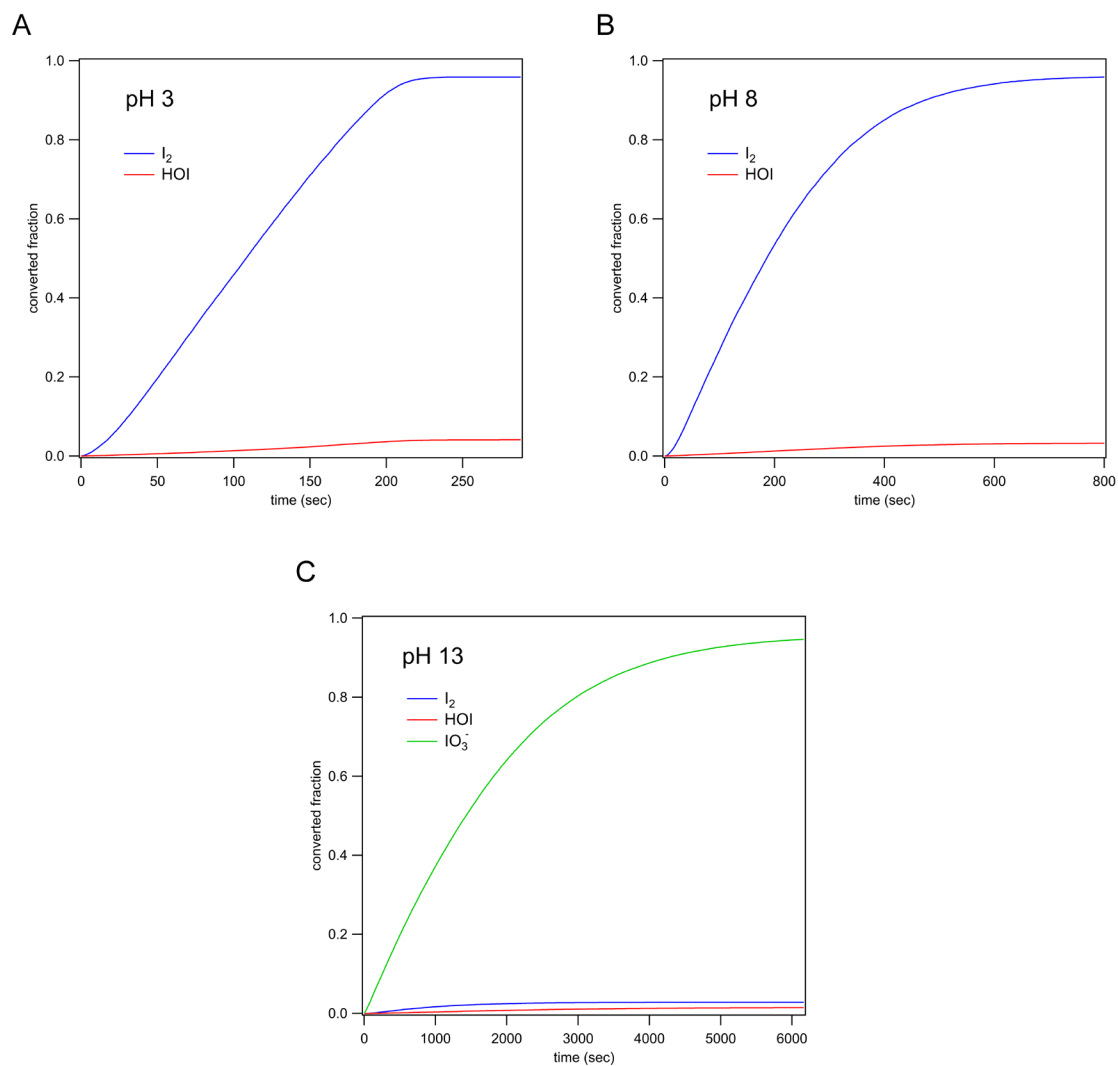 A
pH 3
I₂
HOI
converted fraction
1.0
0.8
0.6
0.4
0.2
0.0
0 50 100 150 200 250
time (sec)
B
pH 8
I₂
HOI
converted fraction
1.0
0.8
0.6
0.4
0.2
0.0
0 200 400 600 800
time (sec)
C
pH 13
I₂
HOI
IO₃⁻
converted fraction
1.0
0.8
0.6
0.4
0.2
0.0
0 1000 2000 3000 4000 5000 6000
time (sec)